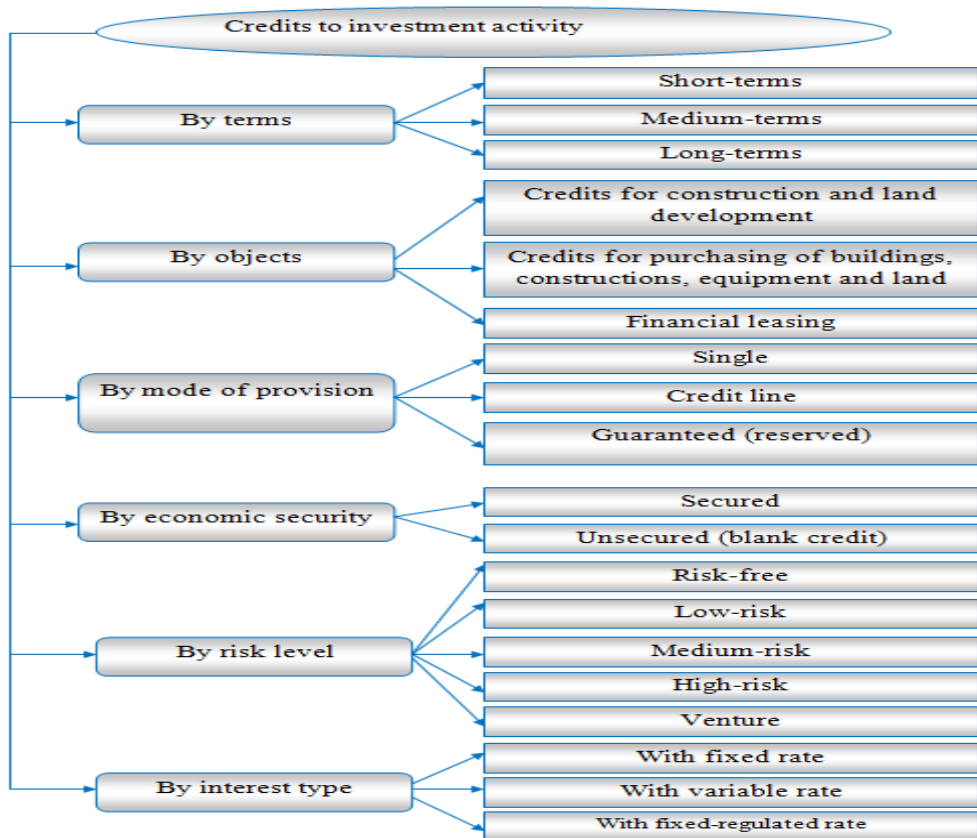 Credits to investment activity
By terms
Short-terms
Medium-terms
Long-terms
By objects
Credits for construction and land
development
Credits for purchasing of buildings,
constructions, equipment and land
Financial leasing
By mode of provision
Single
Credit line
Guaranteed (reserved)
By economic security
Secured
Unsecured (blank credit)
By risk level
Risk-free
Low-risk
Medium-risk
High-risk
Venture
By interest type
With fixed rate
With variable rate
With fixed-regulated rate